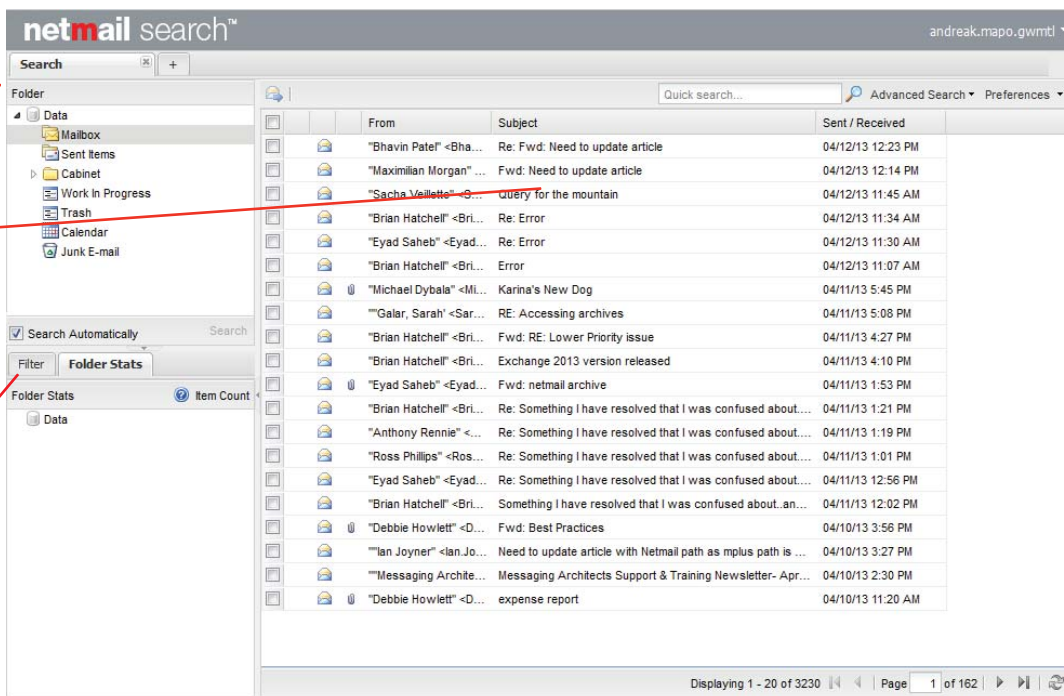 netmail search™
andreak.mapo.gwmtl
Search +
Folder
Data
Mailbox
Sent Items
Cabinet
Work In Progress
Trash
Calendar
Junk E-mail
Search Automatically Search
Filter Folder Stats
Folder Stats Item Count
Data
Quick search... Advanced Search Preferences
From Subject Sent / Received
"Bhavin Patel" <Bha... Re: Fwd: Need to update article 04/12/13 12:23 PM
"Maximilian Morgan" ... Fwd: Need to update article 04/12/13 12:14 PM
"Sacha Veillette" <S... Query for the mountain 04/12/13 11:45 AM
"Brian Hatchell" <Bri... Re: Error 04/12/13 11:34 AM
"Eyad Saheb" <Eyad... Re: Error 04/12/13 11:30 AM
"Brian Hatchell" <Bri... Error 04/12/13 11:07 AM
"Michael Dybala" <Mi... Karina's New Dog 04/11/13 5:45 PM
""Galar, Sarah' <Sar... RE: Accessing archives 04/11/13 5:08 PM
"Brian Hatchell" <Bri... Fwd: RE: Lower Priority issue 04/11/13 4:27 PM
"Brian Hatchell" <Bri... Exchange 2013 version released 04/11/13 4:10 PM
"Eyad Saheb" <Eyad... Fwd: netmail archive 04/11/13 1:53 PM
"Brian Hatchell" <Bri... Re: Something I have resolved that I was confused about.... 04/11/13 1:21 PM
"Anthony Rennie" <... Re: Something I have resolved that I was confused about.... 04/11/13 1:19 PM
"Ross Phillips" <Ros... Re: Something I have resolved that I was confused about.... 04/11/13 1:01 PM
"Eyad Saheb" <Eyad... Re: Something I have resolved that I was confused about.... 04/11/13 12:56 PM
"Brian Hatchell" <Bri... Something I have resolved that I was confused about..an... 04/11/13 12:02 PM
"Debbie Howlett" <D... Fwd: Best Practices 04/10/13 3:56 PM
""Ian Joyner" <Ian.Jo... Need to update article with Netmail path as mplus path is ... 04/10/13 3:27 PM
""Messaging Archite... Messaging Architects Support & Training Newsletter- Apr... 04/10/13 2:30 PM
"Debbie Howlett" <D... expense report 04/10/13 11:20 AM
Displaying 1 - 20 of 3230 Page 1 of 162